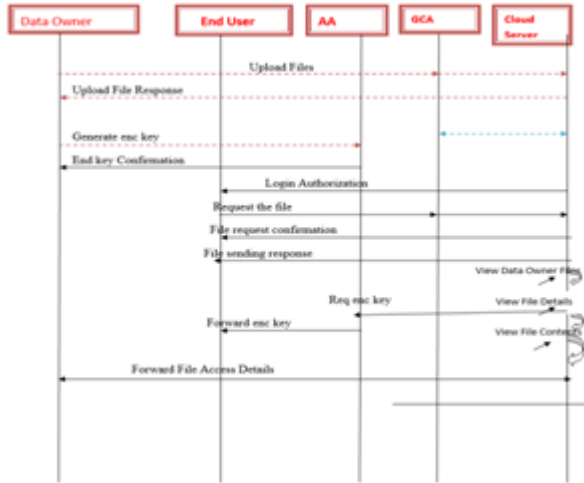 Data Owner
End User
AA
GCA
Cloud
Server
Upload Files
Upload File Response
Generate enc key
End key Confirmation
Login Authorization
Request the file
File request confirmation
File sending response
View Data Owner Files
Req enc key
View File Details
Forward enc key
View File Contents
Forward File Access Details